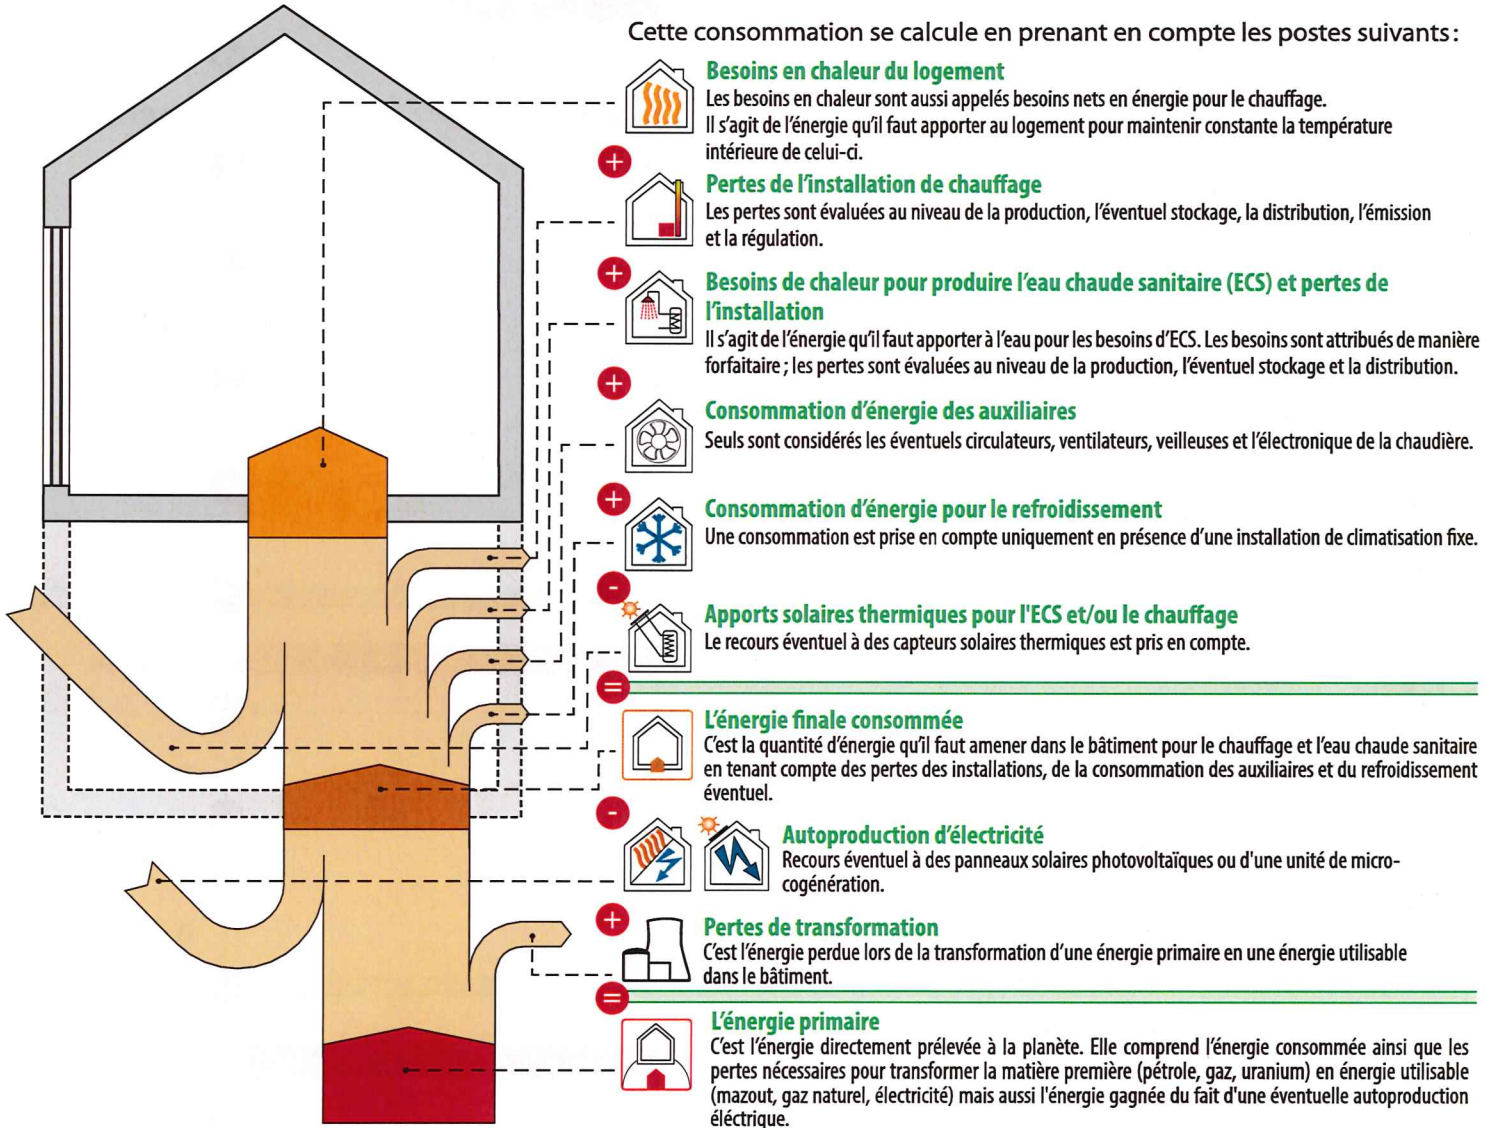 Cette consommation se calcule en prenant en compte les postes suivants :
Besoins en chaleur du logement
Les besoins en chaleur sont aussi appelés besoins nets en énergie pour le chauffage.
Il s'agit de l'énergie qu'il faut apporter au logement pour maintenir constante la température
intérieure de celui-ci.
+
Pertes de l'installation de chauffage
Les pertes sont évaluées au niveau de la production, l'éventuel stockage, la distribution, l'émission
et la régulation.
+
Besoins de chaleur pour produire l'eau chaude sanitaire (ECS) et pertes de
l'installation
Il s'agit de l'énergie qu'il faut apporter à l'eau pour les besoins d'ECS. Les besoins sont attribués de manière
forfaitaire ; les pertes sont évaluées au niveau de la production, l'éventuel stockage et la distribution.
+
Consommation d'énergie des auxiliaires
Seuls sont considérés les éventuels circulateurs, ventilateurs, veilleuses et l'électronique de la chaudière.
+
Consommation d'énergie pour le refroidissement
Une consommation est prise en compte uniquement en présence d'une installation de climatisation fixe.
-
Apports solaires thermiques pour l'ECS et/ou le chauffage
Le recours éventuel à des capteurs solaires thermiques est pris en compte.
=
L'énergie finale consommée
C'est la quantité d'énergie qu'il faut amener dans le bâtiment pour le chauffage et l'eau chaude sanitaire
en tenant compte des pertes des installations, de la consommation des auxiliaires et du refroidissement
éventuel.
-
Autoproduction d'électricité
Recours éventuel à des panneaux solaires photovoltaïques ou d'une unité de micro-
cogénération.
+
Pertes de transformation
C'est l'énergie perdue lors de la transformation d'une énergie primaire en une énergie utilisable
dans le bâtiment.
=
L'énergie primaire
C'est l'énergie directement prélevée à la planète. Elle comprend l'énergie consommée ainsi que les
pertes nécessaires pour transformer la matière première (pétrole, gaz, uranium) en énergie utilisable
(mazout, gaz naturel, électricité) mais aussi l'énergie gagnée du fait d'une éventuelle autoproduction
éléctrique.